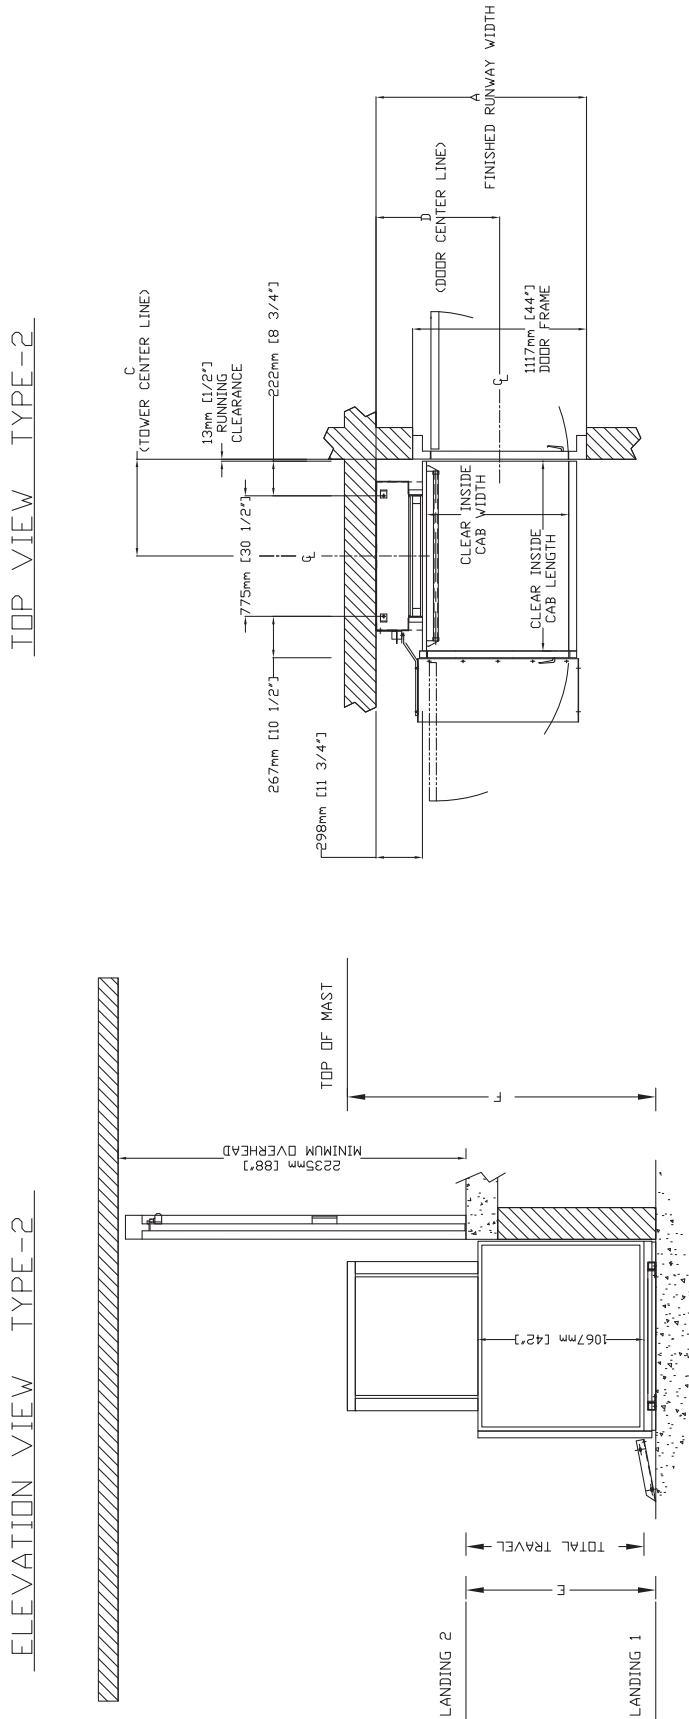 TOP VIEW TYPE-2
C
(TOWER CENTER LINE)
13mm [1/2"]
RUNNING
CLEARANCE
222mm [8 3/4"]
775mm [30 1/2"]
267mm [10 1/2"]
298mm [11 3/4"]
CL
CLEAR INSIDE
CAB WIDTH
CLEAR INSIDE
CAB LENGTH
D
(DOOR CENTER LINE)
CL
1117mm [44"]
DOOR FRAME
A
FINISHED RUNWAY WIDTH
ELEVATION VIEW TYPE-2
2235mm [88"]
MINIMUM OVERHEAD
TOP OF MAST
F
1067mm [42"]
TOTAL TRAVEL
E
LANDING 2
LANDING 1